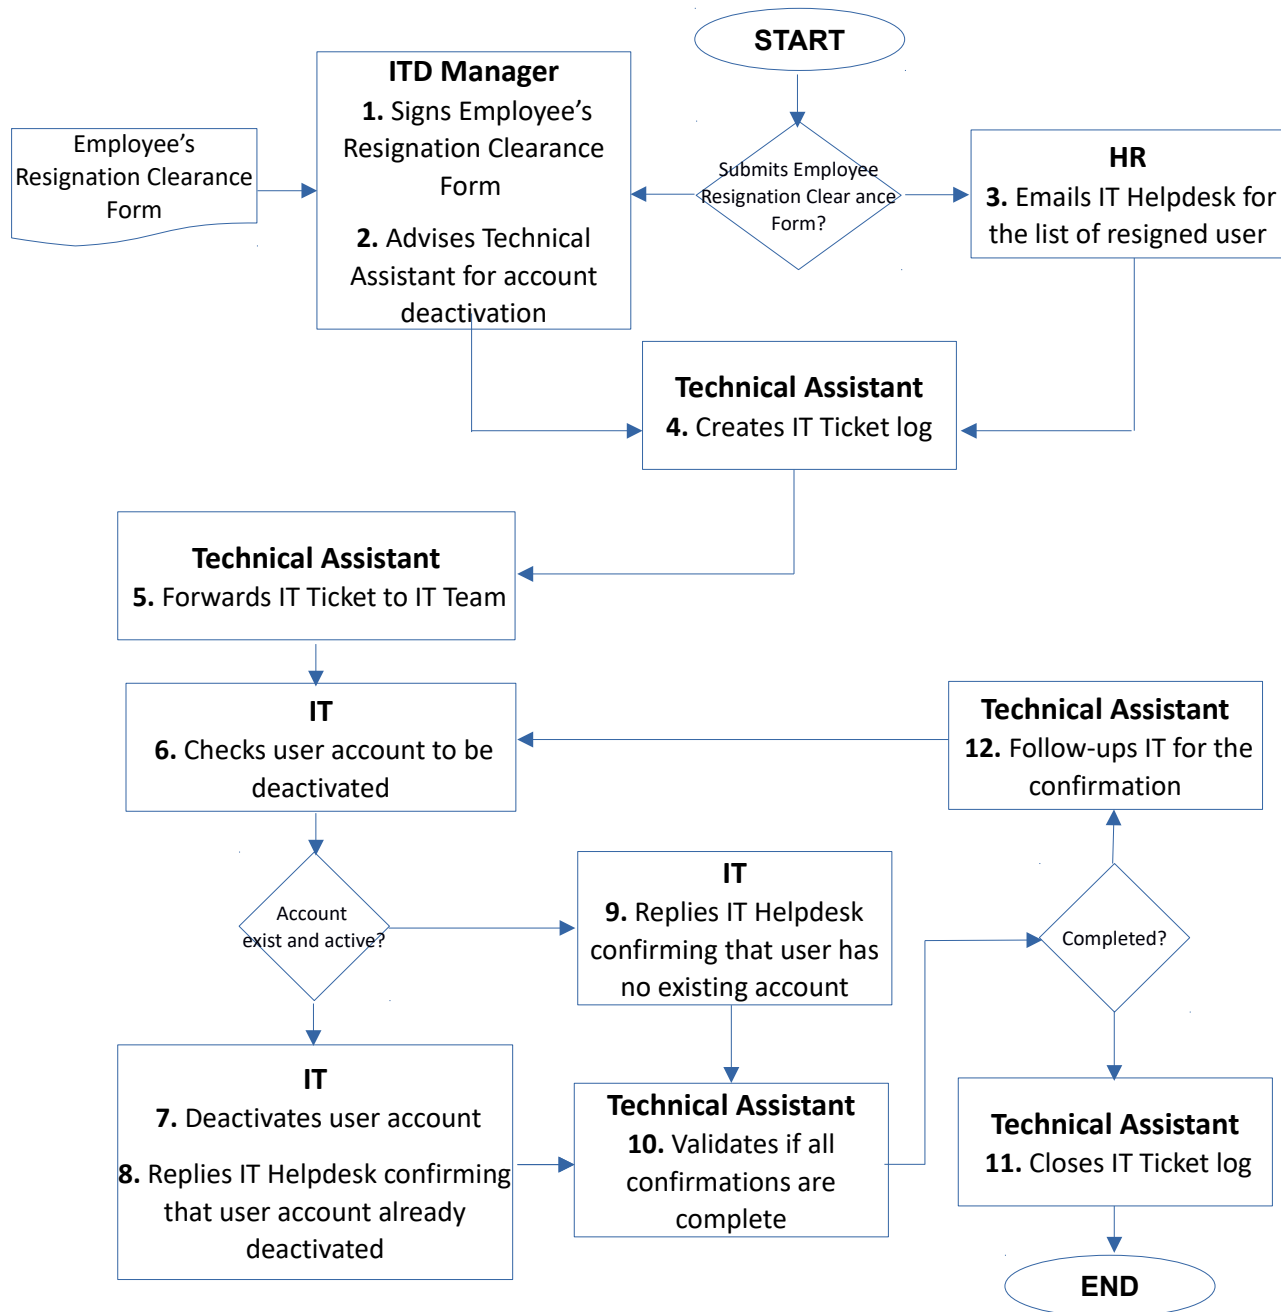 START
ITD Manager
1. Signs Employee’s
Resignation Clearance
Form
2. Advises Technical
Assistant for account
deactivation
Employee’s
Resignation Clearance
Form
Submits Employee
Resignation Clear ance
Form?
HR
3. Emails IT Helpdesk for
the list of resigned user
Technical Assistant
4. Creates IT Ticket log
Technical Assistant
5. Forwards IT Ticket to IT Team
IT
6. Checks user account to be
deactivated
Technical Assistant
12. Follow-ups IT for the
confirmation
Account
exist and active?
IT
9. Replies IT Helpdesk
confirming that user has
no existing account
Completed?
IT
7. Deactivates user account
8. Replies IT Helpdesk confirming
that user account already
deactivated
Technical Assistant
10. Validates if all
confirmations are
complete
Technical Assistant
11. Closes IT Ticket log
END